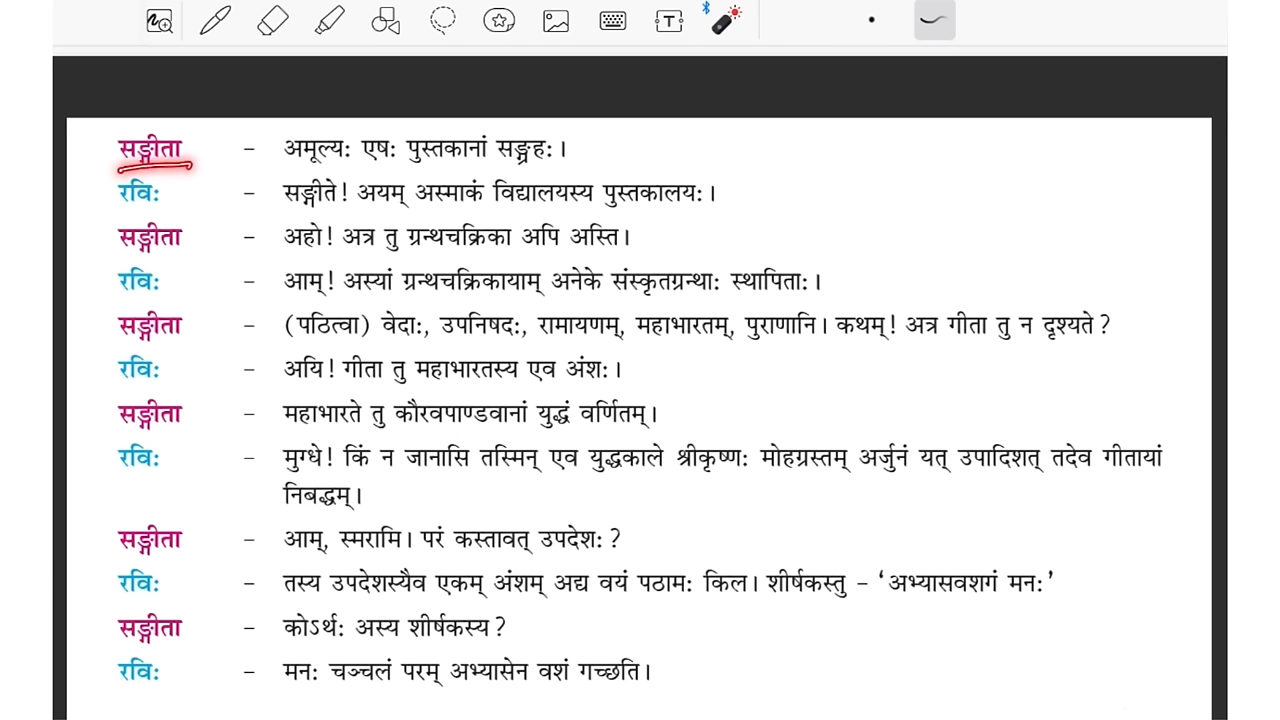 सङ्गीता – अमूल्यः एषः पुस्तकानां सङ्ग्रहः।
रविः – सङ्गीते! अयम् अस्माकं विद्यालयस्य पुस्तकालयः।
सङ्गीता – अहो! अत्र तु ग्रन्थचक्रिका अपि अस्ति।
रविः – आम्! अस्यां ग्रन्थचक्रिकायाम् अनेके संस्कृतग्रन्थाः स्थापिताः।
सङ्गीता – (पठित्वा) वेदाः, उपनिषदः, रामायणम्, महाभारतम्, पुराणानि। कथम्! अत्र गीता तु न दृश्यते?
रविः – अयि! गीता तु महाभारतस्य एव अंशः।
सङ्गीता – महाभारते तु कौरवपाण्डवानां युद्धं वर्णितम्।
रविः – मुग्धे! किं न जानासि तस्मिन् एव युद्धकाले श्रीकृष्णः मोहग्रस्तम् अर्जुनं यत् उपादिशत् तदेव गीतायां
निबद्धम्।
सङ्गीता – आम्, स्मरामि। परं कस्तावत् उपदेशः?
रविः – तस्य उपदेशस्यैव एकम् अंशम् अद्य वयं पठामः किल। शीर्षकस्तु – ‘अभ्यासवशगं मनः’
सङ्गीता – कोऽर्थः अस्य शीर्षकस्य?
रविः – मनः चञ्चलं परम् अभ्यासेन वशं गच्छति।